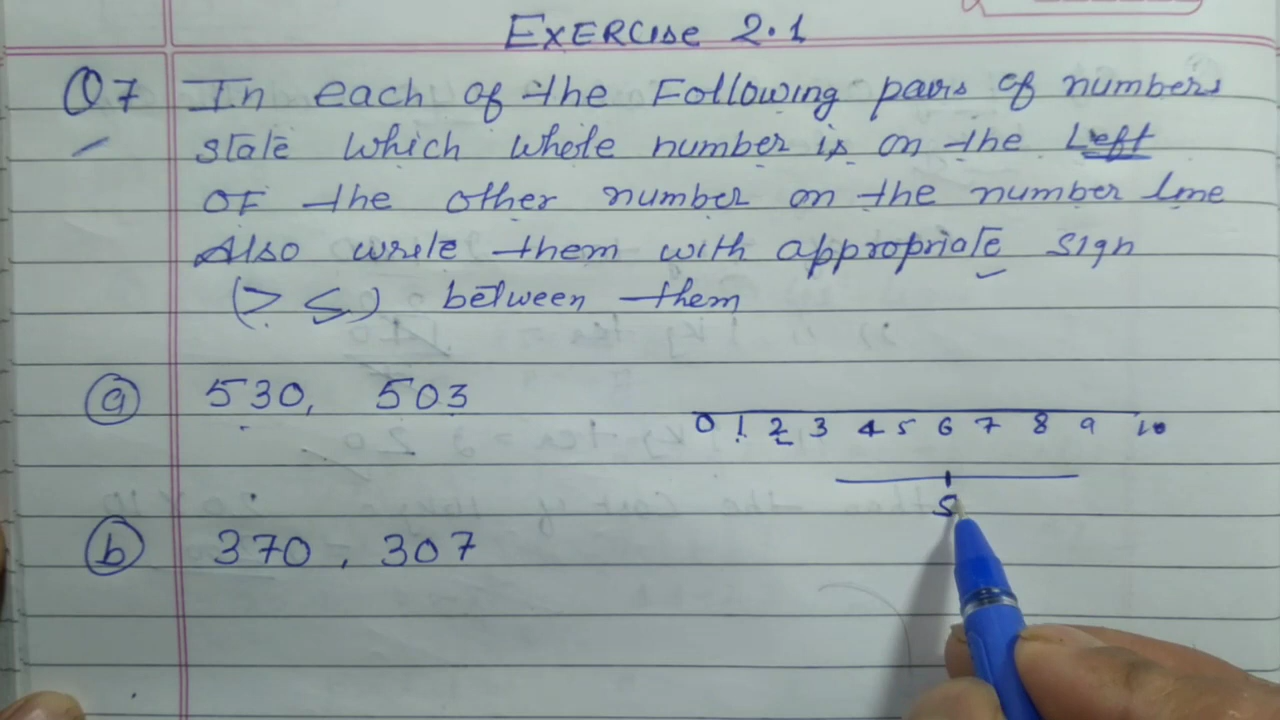 EXERCISE 2.1
Q7 In each of the Following pairs of numbers
state which whole number is on the Left
OF the other number on the number line
Also write them with appropriate sign
(> <) between them
(a) 530, 503
0 1 2 3 4 5 6 7 8 9 10
5
(b) 370, 307